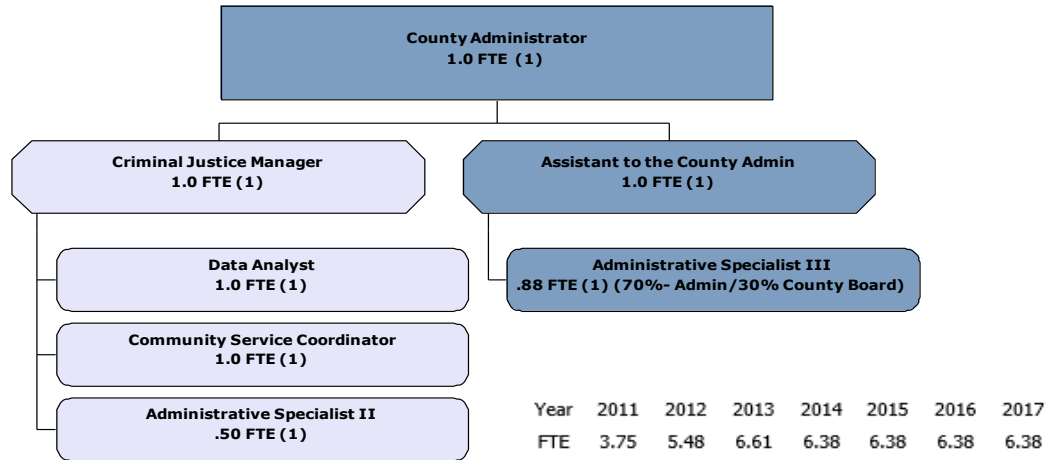 County Administrator
1.0 FTE (1)
Criminal Justice Manager
1.0 FTE (1)
Assistant to the County Admin
1.0 FTE (1)
Data Analyst
1.0 FTE (1)
Administrative Specialist III
.88 FTE (1) (70%- Admin/30% County Board)
Community Service Coordinator
1.0 FTE (1)
Administrative Specialist II
.50 FTE (1)
Year 2011 2012 2013 2014 2015 2016 2017
FTE 3.75 5.48 6.61 6.38 6.38 6.38 6.38